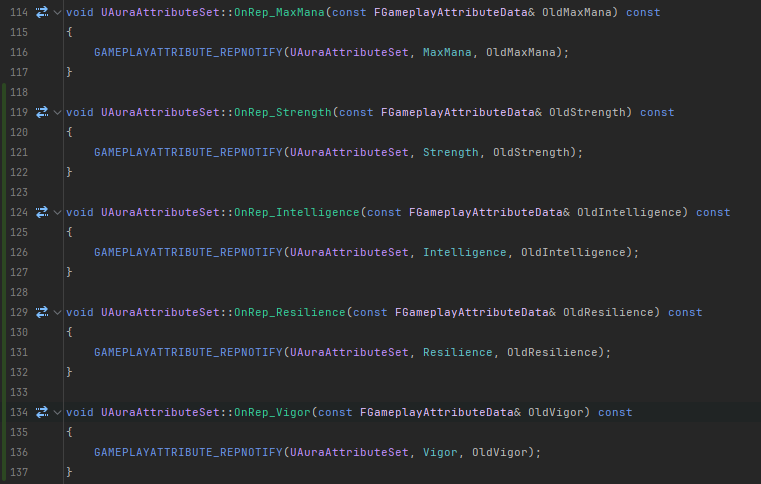 114 void UAuraAttributeSet::OnRep_MaxMana(const FGameplayAttributeData& OldMaxMana) const
115 {
116     GAMEPLAYATTRIBUTE_REPNOTIFY(UAuraAttributeSet, MaxMana, OldMaxMana);
117 }
118
119 void UAuraAttributeSet::OnRep_Strength(const FGameplayAttributeData& OldStrength) const
120 {
121     GAMEPLAYATTRIBUTE_REPNOTIFY(UAuraAttributeSet, Strength, OldStrength);
122 }
123
124 void UAuraAttributeSet::OnRep_Intelligence(const FGameplayAttributeData& OldIntelligence) const
125 {
126     GAMEPLAYATTRIBUTE_REPNOTIFY(UAuraAttributeSet, Intelligence, OldIntelligence);
127 }
128
129 void UAuraAttributeSet::OnRep_Resilience(const FGameplayAttributeData& OldResilience) const
130 {
131     GAMEPLAYATTRIBUTE_REPNOTIFY(UAuraAttributeSet, Resilience, OldResilience);
132 }
133
134 void UAuraAttributeSet::OnRep_Vigor(const FGameplayAttributeData& OldVigor) const
135 {
136     GAMEPLAYATTRIBUTE_REPNOTIFY(UAuraAttributeSet, Vigor, OldVigor);
137 }